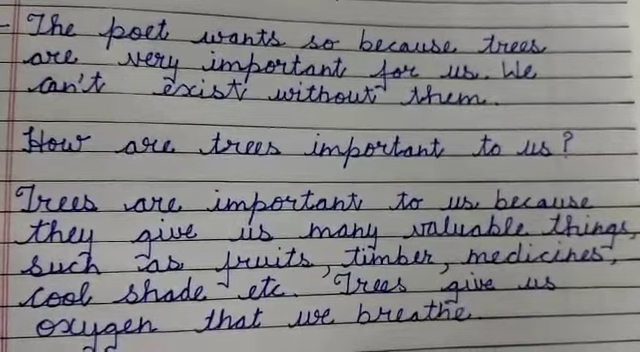 - The poet wants so because trees
are very important for us. We
can't exist without them.
How are trees important to us?
Trees are important to us because
they give us many valuable things,
such as fruits, timber, medicines,
cool shade etc. Trees give us
oxygen that we breathe.